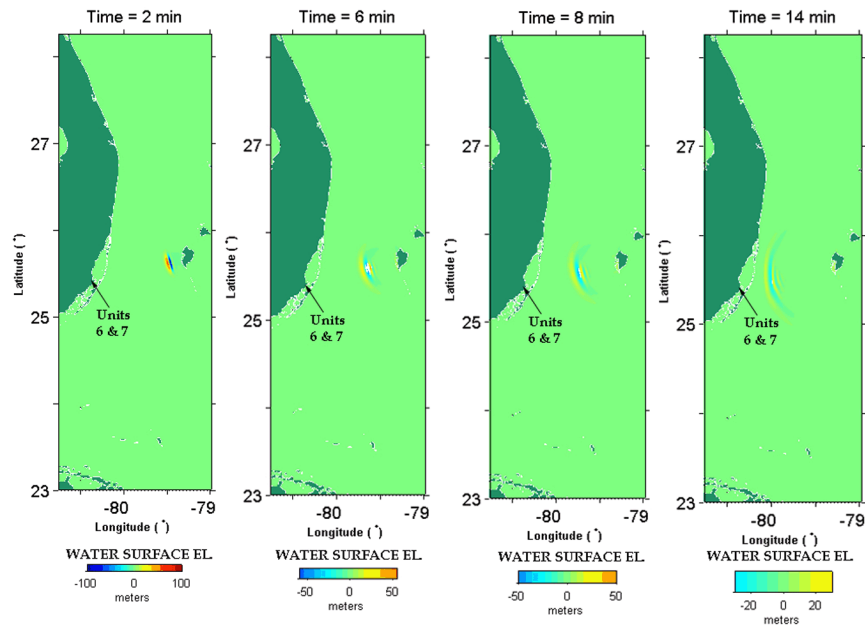 Time = 2 min
Time = 6 min
Time = 8 min
Time = 14 min
27
25
23
Latitude (°)
Units
6 & 7
-80
-79
Longitude (°)
WATER SURFACE EL.
-100
0
100
meters
27
25
23
Latitude (°)
Units
6 & 7
-80
-79
Longitude (°)
WATER SURFACE EL.
-50
0
50
meters
27
25
23
Latitude (°)
Units
6 & 7
-80
-79
Longitude (°)
WATER SURFACE EL.
-50
0
50
meters
27
25
23
Latitude (°)
Units
6 & 7
-80
-79
Longitude (°)
WATER SURFACE EL.
-20
0
20
meters